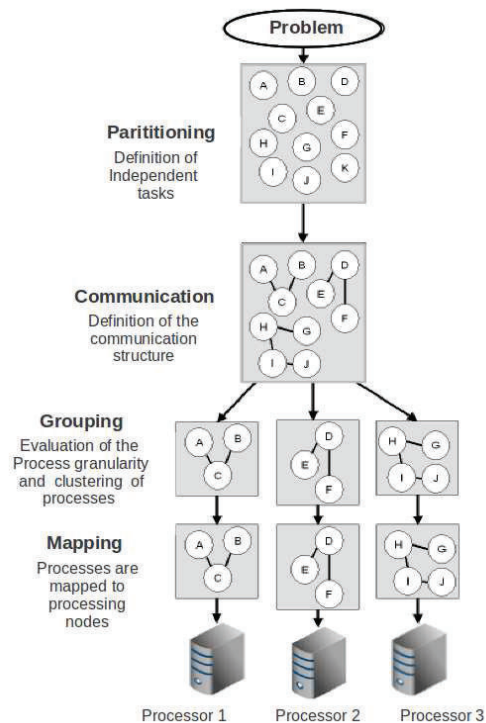 Problem
A
B
D
C
E
H
G
F
I
J
K
Parititioning
Definition of
Independent
tasks
A
B
D
C
E
H
G
F
I
J
Communication
Definition of the
communication
structure
Grouping
Evaluation of the
Process granularity
and clustering of
processes
A
B
C
D
E
F
H
G
I
J
Mapping
Processes are
mapped to
processing
nodes
A
B
C
D
E
F
H
G
I
J
Processor 1
Processor 2
Processor 3